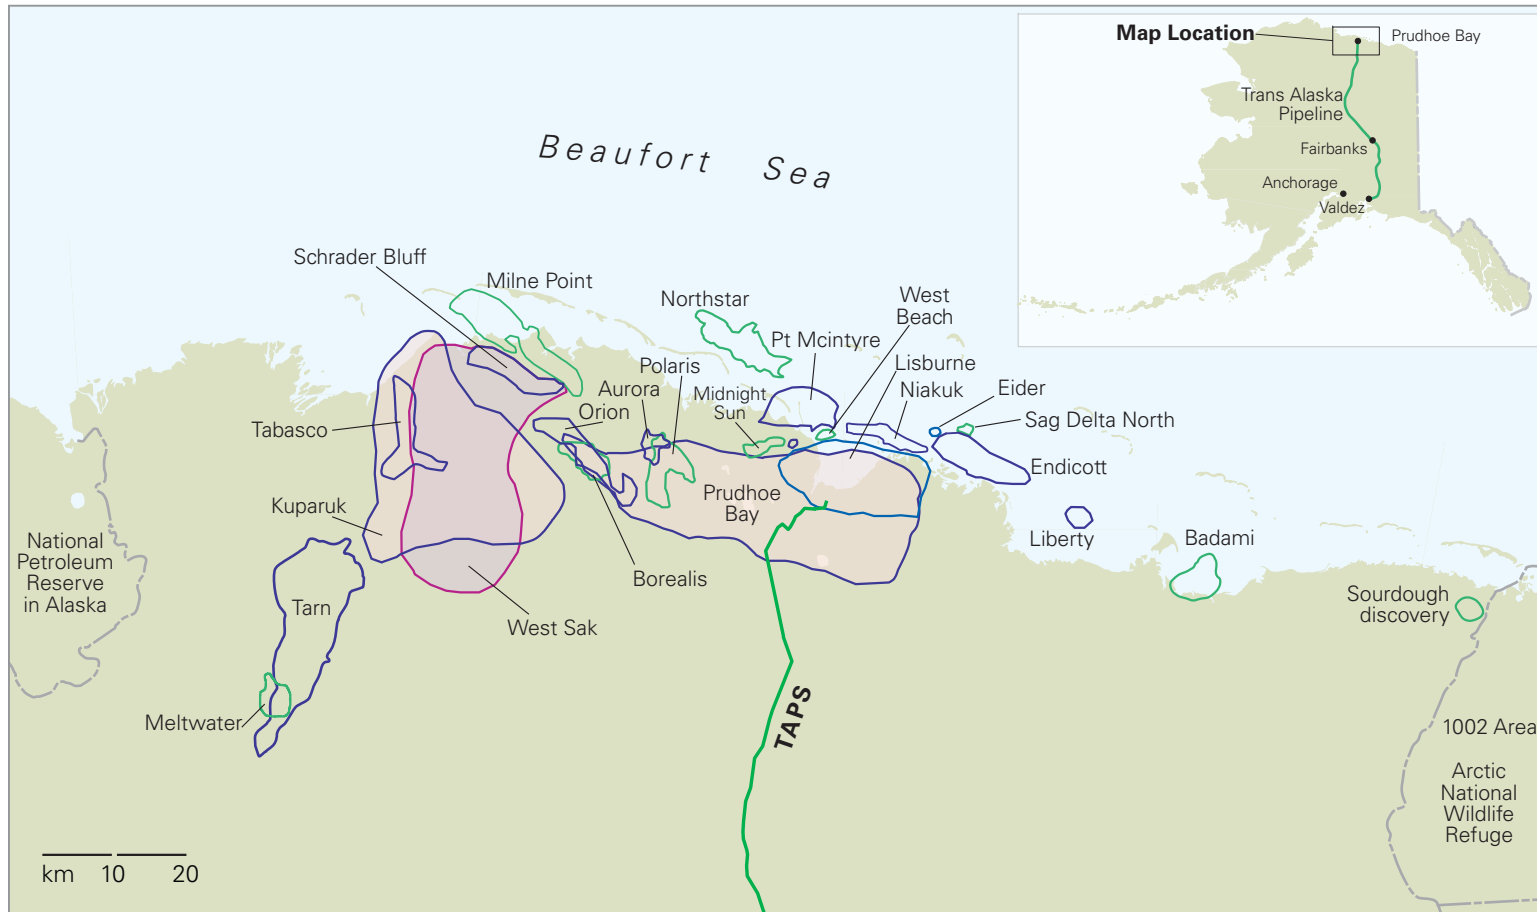 Map Location
Prudhoe Bay
Trans Alaska
Pipeline
Fairbanks
Anchorage
Valdez
Beaufort Sea
Schrader Bluff
Milne Point
Northstar
West
Beach
Pt Mcintyre
Lisburne
Polaris
Niakuk
Eider
Aurora
Midnight
Sun
Orion
Sag Delta North
Tabasco
Endicott
Prudhoe
Bay
Kuparuk
National
Petroleum
Reserve
in Alaska
Liberty
Badami
Borealis
Sourdough
discovery
Tarn
West Sak
Meltwater
TAPS
1002 Area
Arctic
National
Wildlife
Refuge
km 10 20